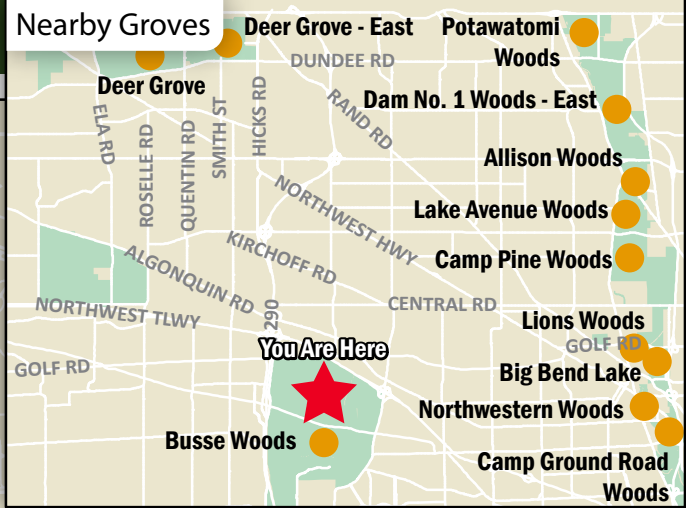 Nearby Groves
Deer Grove - East
Potawatomi
Woods
DUNDEE RD
Deer Grove
Dam No. 1 Woods - East
ELA RD
ROSELLE RD
QUENTIN RD
SMITH ST
HICKS RD
RAND RD
Allison Woods
NORTHWEST HWY
Lake Avenue Woods
KIRCHOFF RD
ALGONQUIN RD
Camp Pine Woods
290
CENTRAL RD
NORTHWEST TLWY
Lions Woods
GOLF RD
You Are Here
GOLF RD
Big Bend Lake
Northwestern Woods
Busse Woods
Camp Ground Road
Woods